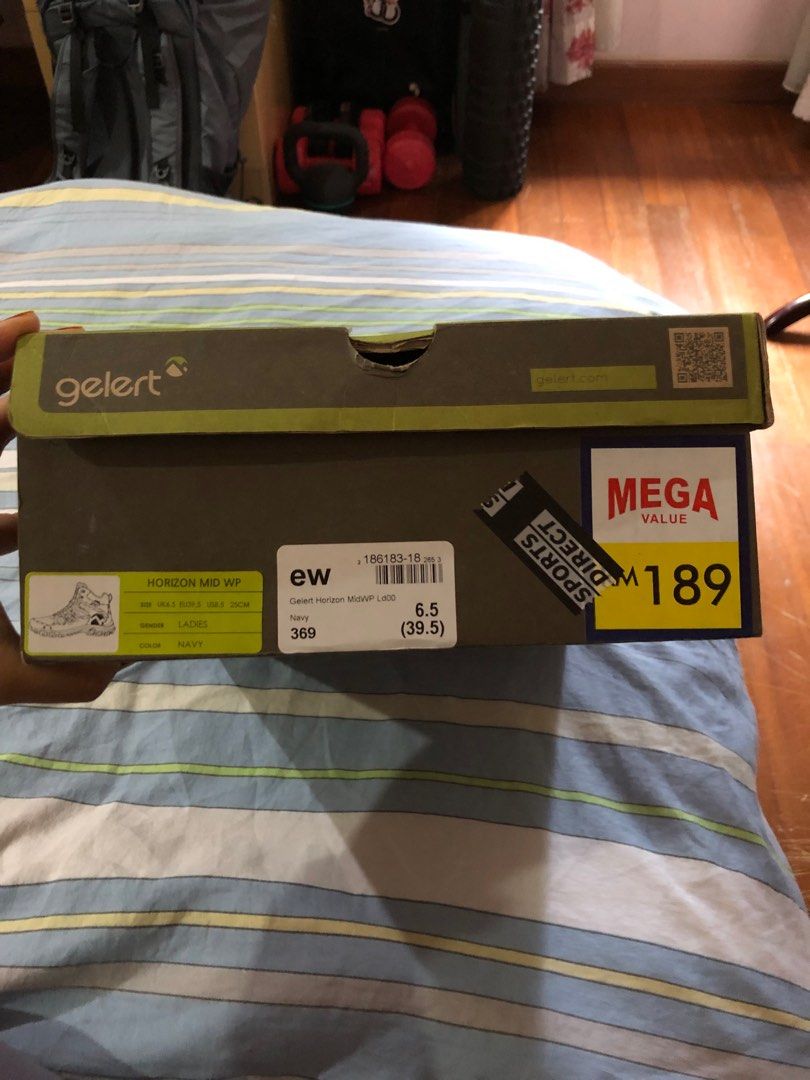 gelert
gelert.com
MEGA
VALUE
M189
SPORTS
DIRECT
HORIZON MID WP
SIZE UK6.5 EU39.5 US8.5 25CM
GENDER LADIES
COLOR NAVY
ew
186183-18
Gelert Horizon MidWP Ld00
Navy
6.5
369
(39.5)